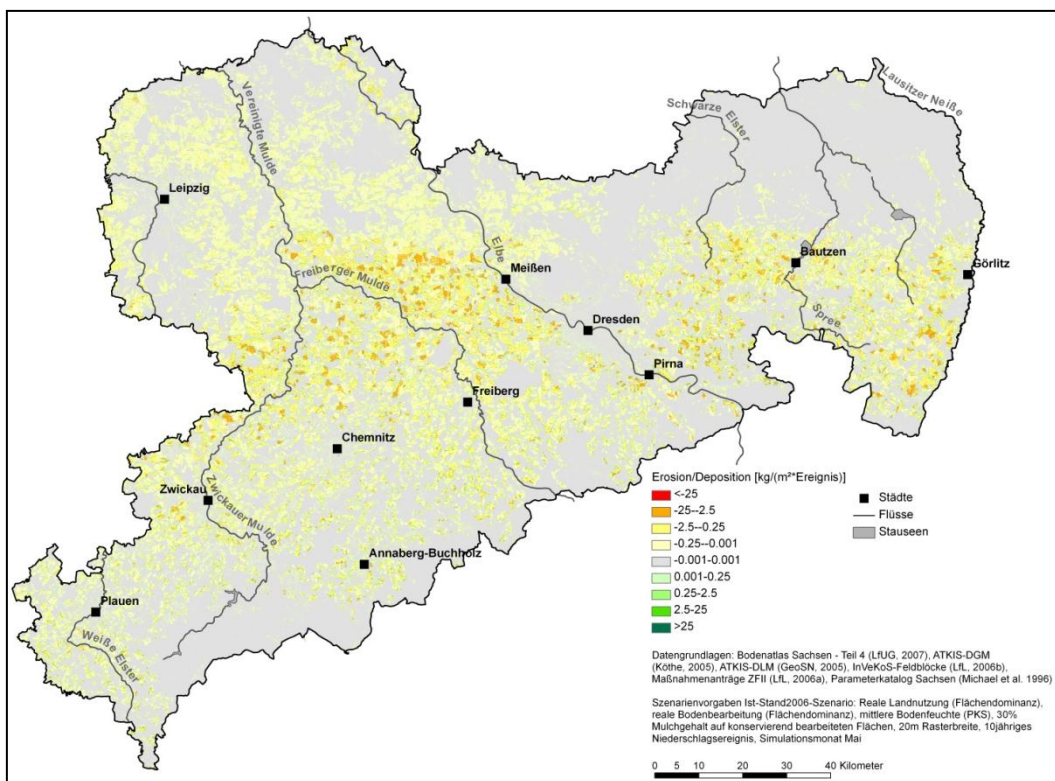 Lausitzer Neiße
Schwarze Elster
Vereinigte Mulde
Leipzig
Elbe
Bautzen
Görlitz
Meißen
Freiberger Mulde
Spree
Dresden
Pirna
Freiberg
Chemnitz
Zwickau
Zwickauer Mulde
Annaberg-Buchholz
Plauen
Weiße Elster
Erosion/Deposition [kg/(m²*Ereignis)]
<-25
-25--2.5
-2.5--0.25
-0.25--0.001
-0.001-0.001
0.001-0.25
0.25-2.5
2.5-25
>25
Städte
Flüsse
Stauseen
Datengrundlagen: Bodenatlas Sachsen - Teil 4 (LfUG, 2007), ATKIS-DGM
(Köthe, 2005), ATKIS-DLM (GeoSN, 2005), InVeKoS-Feldblöcke (LfL, 2006b),
Maßnahmenanträge ZFII (LfL, 2006a), Parameterkatalog Sachsen (Michael et al. 1996)
Szenarienvorgaben Ist-Stand2006-Szenario: Reale Landnutzung (Flächendominanz),
reale Bodenbearbeitung (Flächendominanz), mittlere Bodenfeuchte (PKS), 30%
Mulchgehalt auf konservierend bearbeiteten Flächen, 20m Rasterbreite, 10jähriges
Niederschlagsereignis, Simulationsmonat Mai
0 5 10 20 30 40 Kilometer